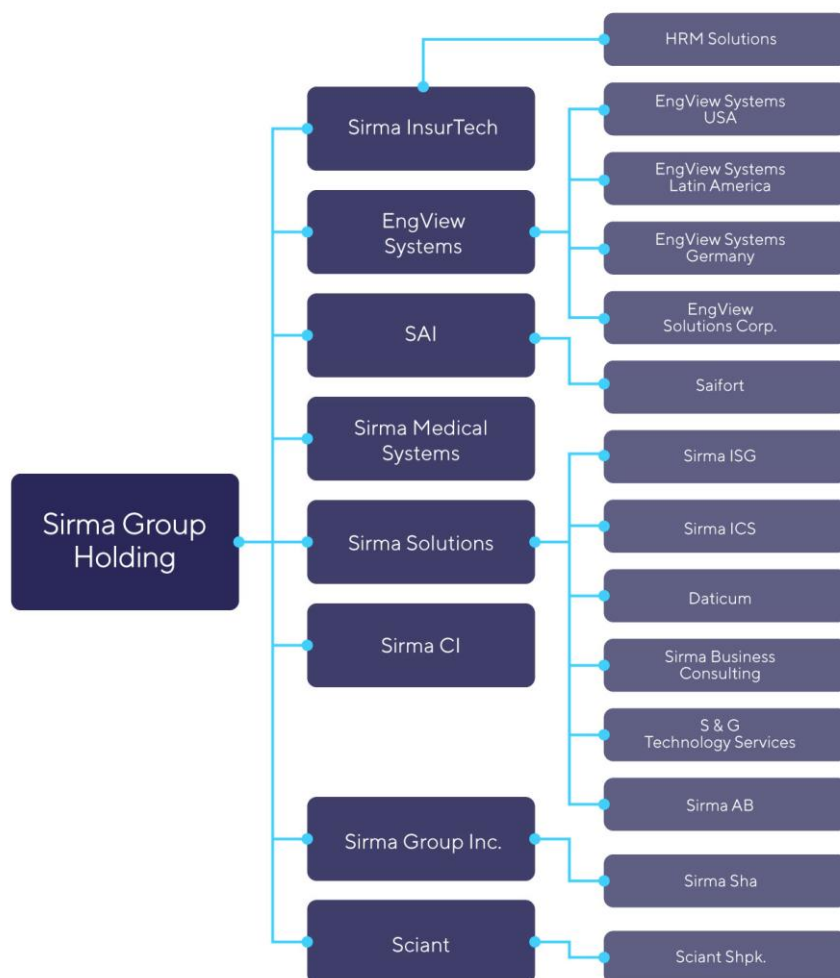 HRM Solutions
Sirma InsurTech
EngView Systems
USA
EngView Systems
Latin America
EngView
Systems
EngView Systems
Germany
EngView
Solutions Corp.
SAI
Saifort
Sirma Medical
Systems
Sirma ISG
Sirma Group
Holding
Sirma Solutions
Sirma ICS
Daticum
Sirma CI
Sirma Business
Consulting
S & G
Technology Services
Sirma AB
Sirma Group Inc.
Sirma Sha
Sciant
Sciant Shpk.